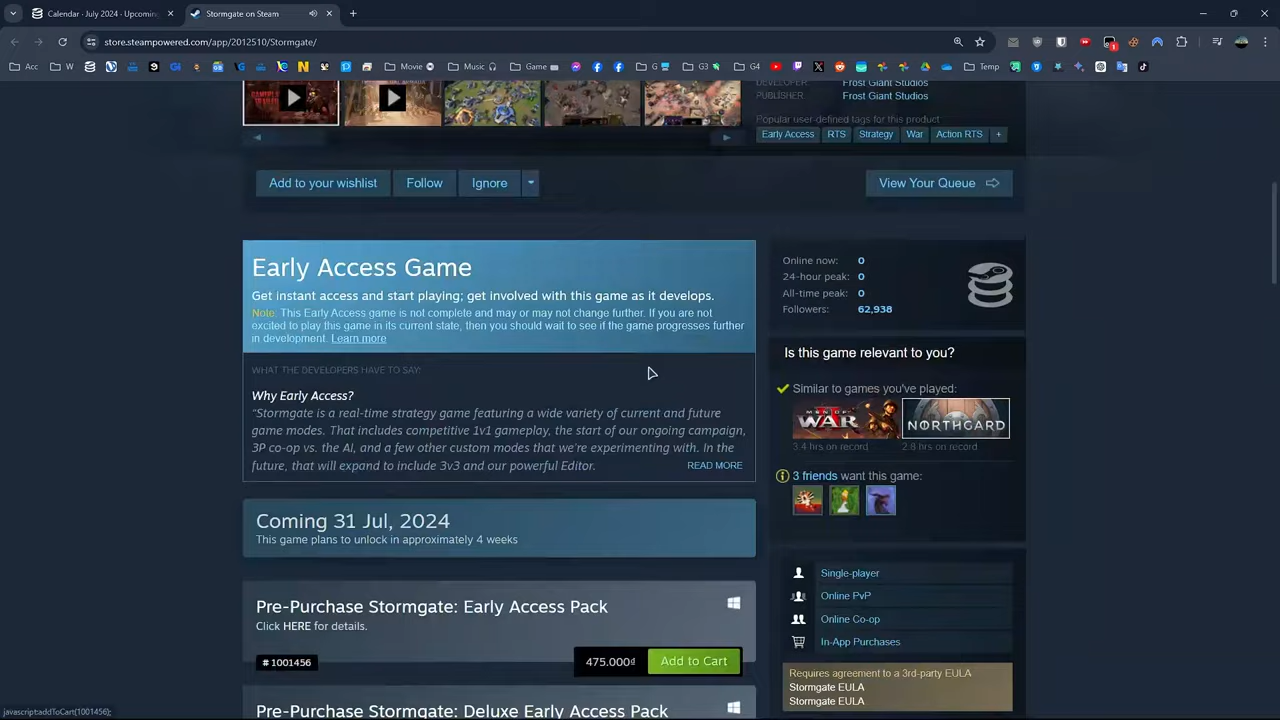 Calendar · July 2024 - Upcomin
Stormgate on Steam
store.steampowered.com/app/2012510/Stormgate/
Acc
W
Movie
Music
Game
G
G3
G4
Temp
DEVELOPER:
Frost Giant Studios
PUBLISHER:
Frost Giant Studios
Popular user-defined tags for this product
Early Access
RTS
Strategy
War
Action RTS
+
Add to your wishlist
Follow
Ignore
View Your Queue
Early Access Game
Get instant access and start playing; get involved with this game as it develops.
Note: This Early Access game is not complete and may or may not change further. If you are not
excited to play this game in its current state, then you should wait to see if the game progresses further
in development. Learn more
WHAT THE DEVELOPERS HAVE TO SAY:
Why Early Access?
“Stormgate is a real-time strategy game featuring a wide variety of current and future
game modes. That includes competitive 1v1 gameplay, the start of our ongoing campaign,
3P co-op vs. the AI, and a few other custom modes that we’re experimenting with. In the
future, that will expand to include 3v3 and our powerful Editor.
READ MORE
Coming 31 Jul, 2024
This game plans to unlock in approximately 4 weeks
Pre-Purchase Stormgate: Early Access Pack
Click HERE for details.
# 1001456
475.000₫
Add to Cart
Pre-Purchase Stormgate: Deluxe Early Access Pack
Online now: 0
24-hour peak: 0
All-time peak: 0
Followers: 62,938
Is this game relevant to you?
Similar to games you've played:
MEN OF WAR
NORTHGARD
3.4 hrs on record
2.8 hrs on record
3 friends want this game:
Single-player
Online PvP
Online Co-op
In-App Purchases
Requires agreement to a 3rd-party EULA
Stormgate EULA
Stormgate EULA
javascript:addToCart(1001456);